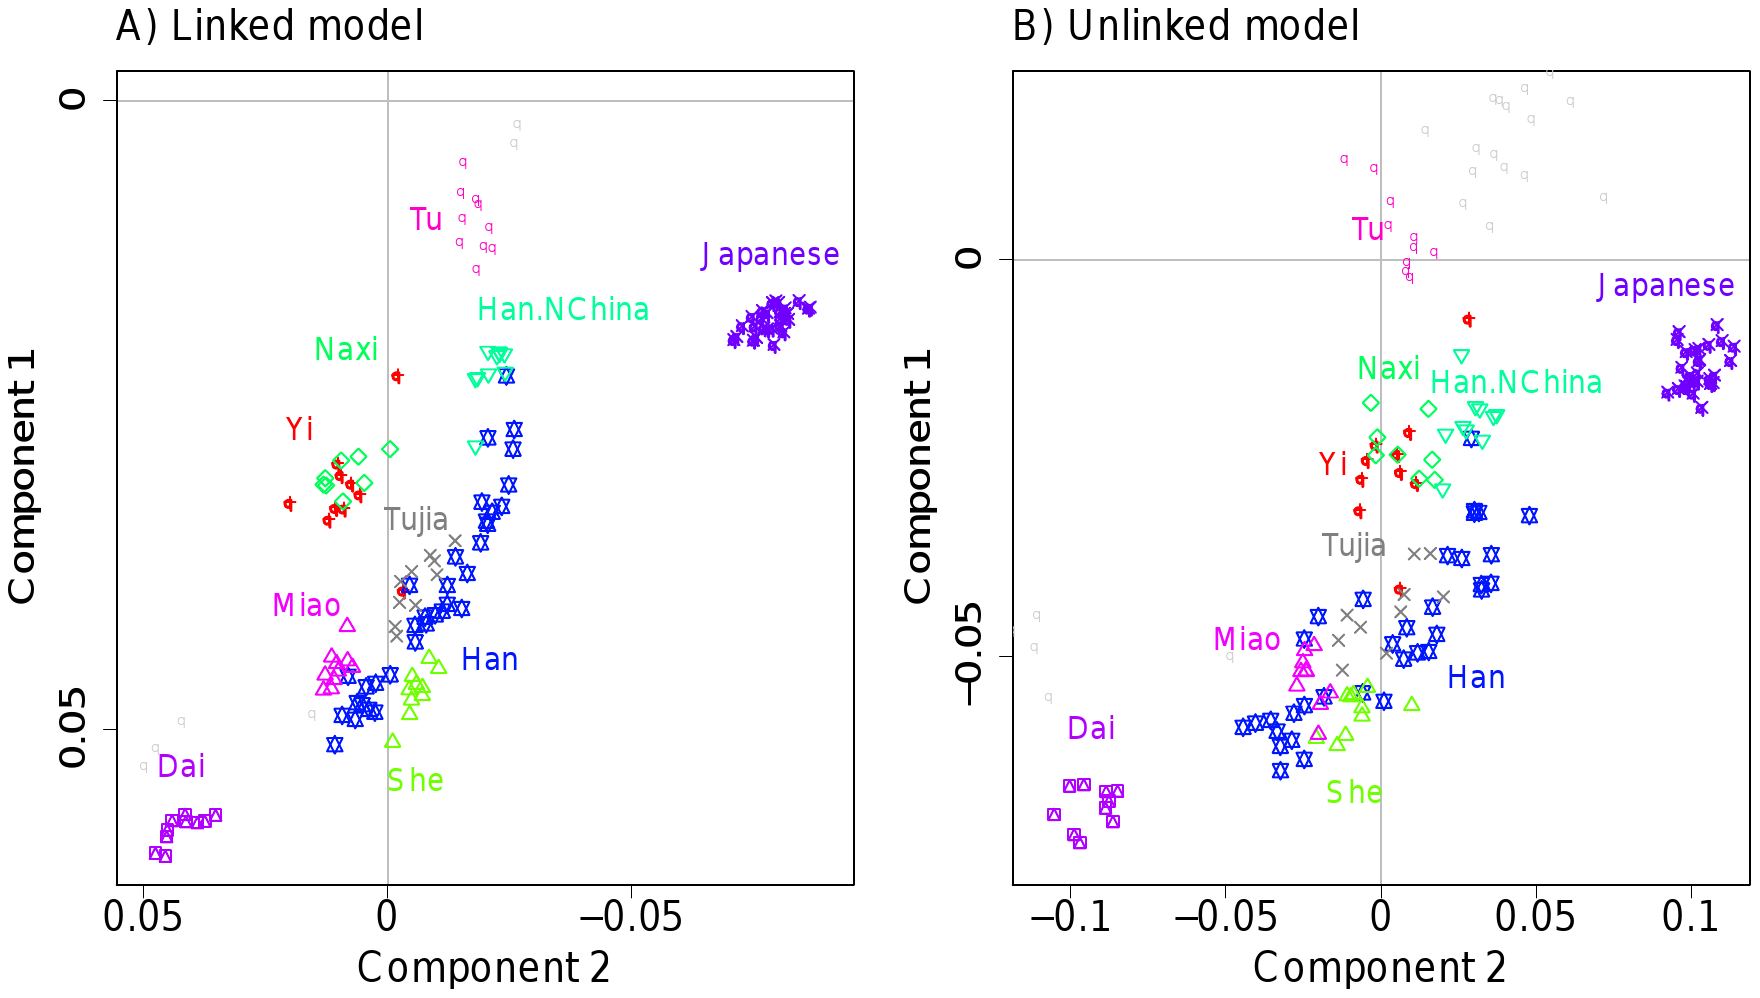 A) Linked model
0
0.05
Component 1
Tu
Japanese
Han.NChina
Naxi
Yi
Tujia
Miao
Han
Dai
She
0.05 0 −0.05
Component 2
B) Unlinked model
0
−0.05
Component 1
Tu
Japanese
Naxi
Han.NChina
Yi
Tujia
Miao
Han
Dai
She
−0.1 −0.05 0 0.05 0.1
Component 2